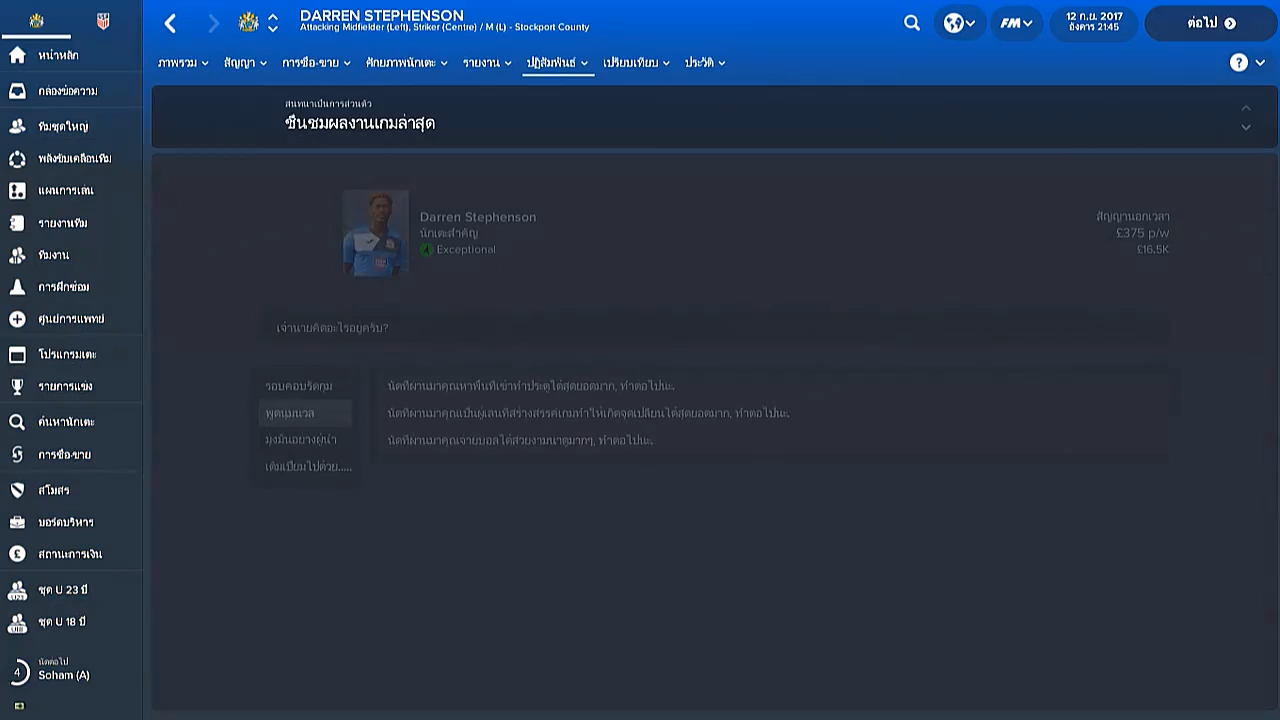 DARREN STEPHENSON
Attacking Midfielder (Left), Striker (Centre) / M (L) - Stockport County
FM
12 ก.ย. 2017
อังคาร 21:45
ต่อไป
ภาพรวม
สัญญา
การซื้อ-ขาย
ศักยภาพนักเตะ
รายงาน
ปฏิสัมพันธ์
เปรียบเทียบ
ประวัติ
?
หน้าหลัก
กล่องข้อความ
ทีมชุดใหญ่
พลังขับเคลื่อนทีม
แผนการเล่น
รายงานทีม
ทีมงาน
การฝึกซ้อม
ศูนย์การแพทย์
โปรแกรมเตะ
รายการแข่ง
ค้นหานักเตะ
การซื้อ-ขาย
สโมสร
บอร์ดบริหาร
สถานะการเงิน
ชุด U 23 ปี
ชุด U 18 ปี
4
นัดต่อไป
Soham (A)
สนทนาเป็นการส่วนตัว
ชื่นชมผลงานเกมล่าสุด
Darren Stephenson
นักเตะสำคัญ
Exceptional
สัญญานอกเวลา
£375 p/w
£16.5K
เจ้านายคิดอะไรอยู่ครับ?
รอบคอบรัดกุม
พูดนุ่มนวล
มุ่งมั่นอย่างผู้นำ
เต็มเปี่ยมไปด้วย.....
นัดที่ผ่านมาคุณหาพื้นที่เข้าทำประตูได้สุดยอดมาก, ทำต่อไปนะ.
นัดที่ผ่านมาคุณเป็นผู้เล่นที่สร้างสรรค์เกมทำให้เกิดจุดเปลี่ยนได้สุดยอดมาก, ทำต่อไปนะ.
นัดที่ผ่านมาคุณจ่ายบอลได้สวยงามน่าดูมากๆ, ทำต่อไปนะ.